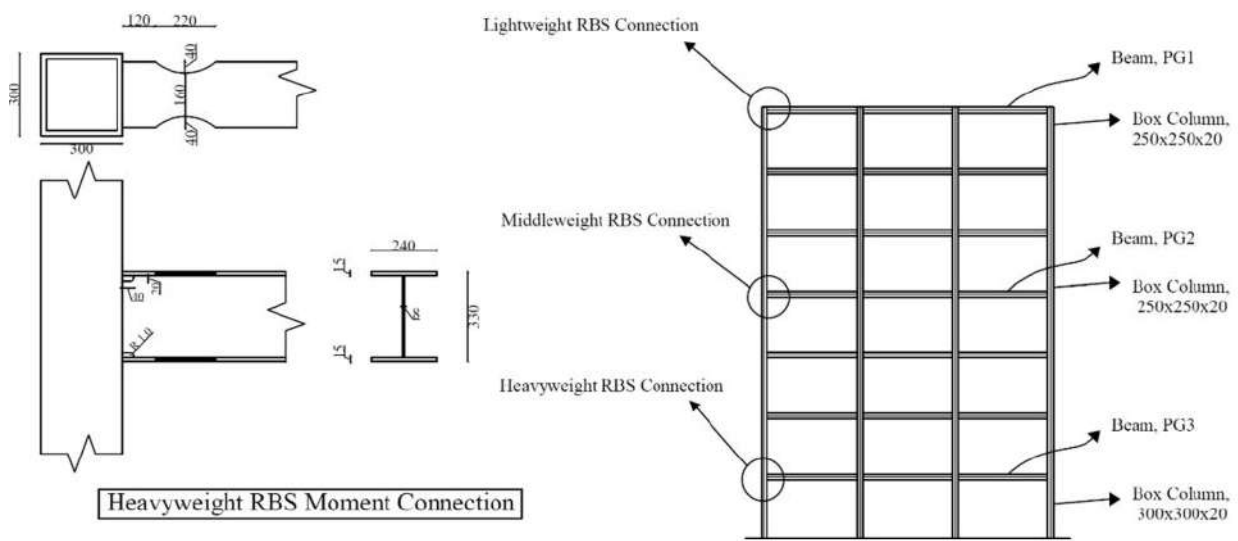 120 220
40
300
160
40
300
240
15
20
10
8
330
R 10
15
Heavyweight RBS Moment Connection
Lightweight RBS Connection
Beam, PG1
Box Column,
250x250x20
Middleweight RBS Connection
Beam, PG2
Box Column,
250x250x20
Heavyweight RBS Connection
Beam, PG3
Box Column,
300x300x20